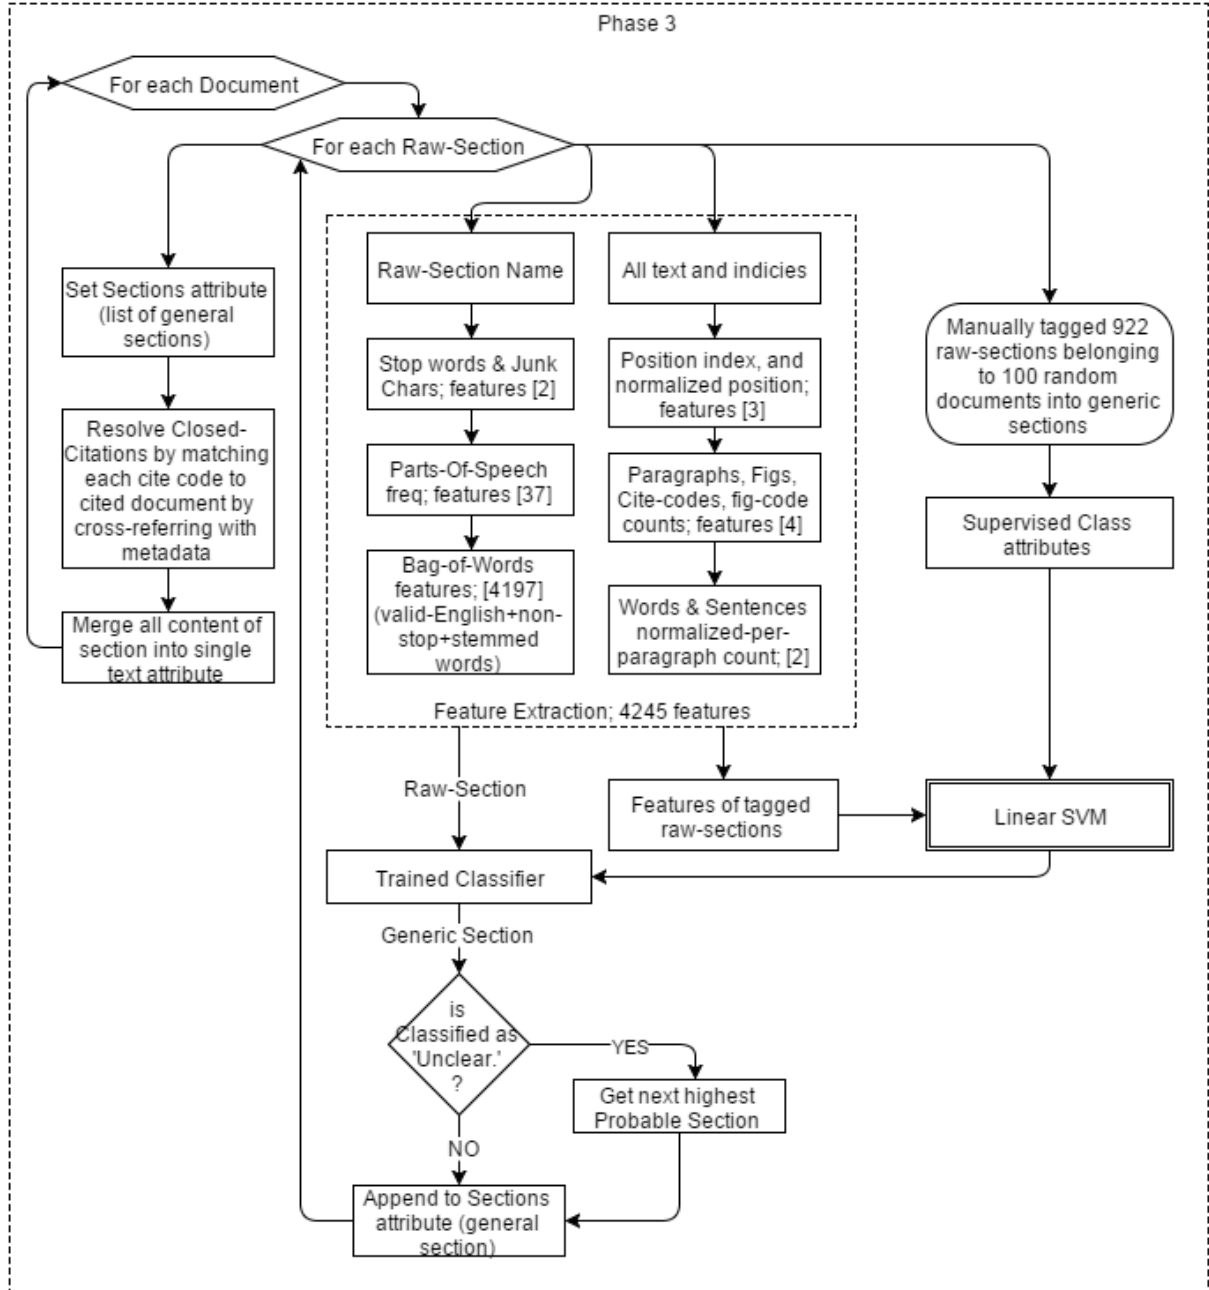 Phase 3
For each Document
For each Raw-Section
Set Sections attribute
(list of general
sections)
Resolve Closed-
Citations by matching
each cite code to
cited document by
cross-referring with
metadata
Merge all content of
section into single
text attribute
Raw-Section Name
Stop words & Junk
Chars; features [2]
Parts-Of-Speech
freq; features [37]
Bag-of-Words
features; [4197]
(valid-English+non-
stop+stemmed
words)
All text and indicies
Position index, and
normalized position;
features [3]
Paragraphs, Figs,
Cite-codes, fig-code
counts; features [4]
Words & Sentences
normalized-per-
paragraph count; [2]
Feature Extraction; 4245 features
Manually tagged 922
raw-sections belonging
to 100 random
documents into generic
sections
Supervised Class
attributes
Raw-Section
Features of tagged
raw-sections
Linear SVM
Trained Classifier
Generic Section
is
Classified as
'Unclear.'
?
YES
Get next highest
Probable Section
NO
Append to Sections
attribute (general
section)